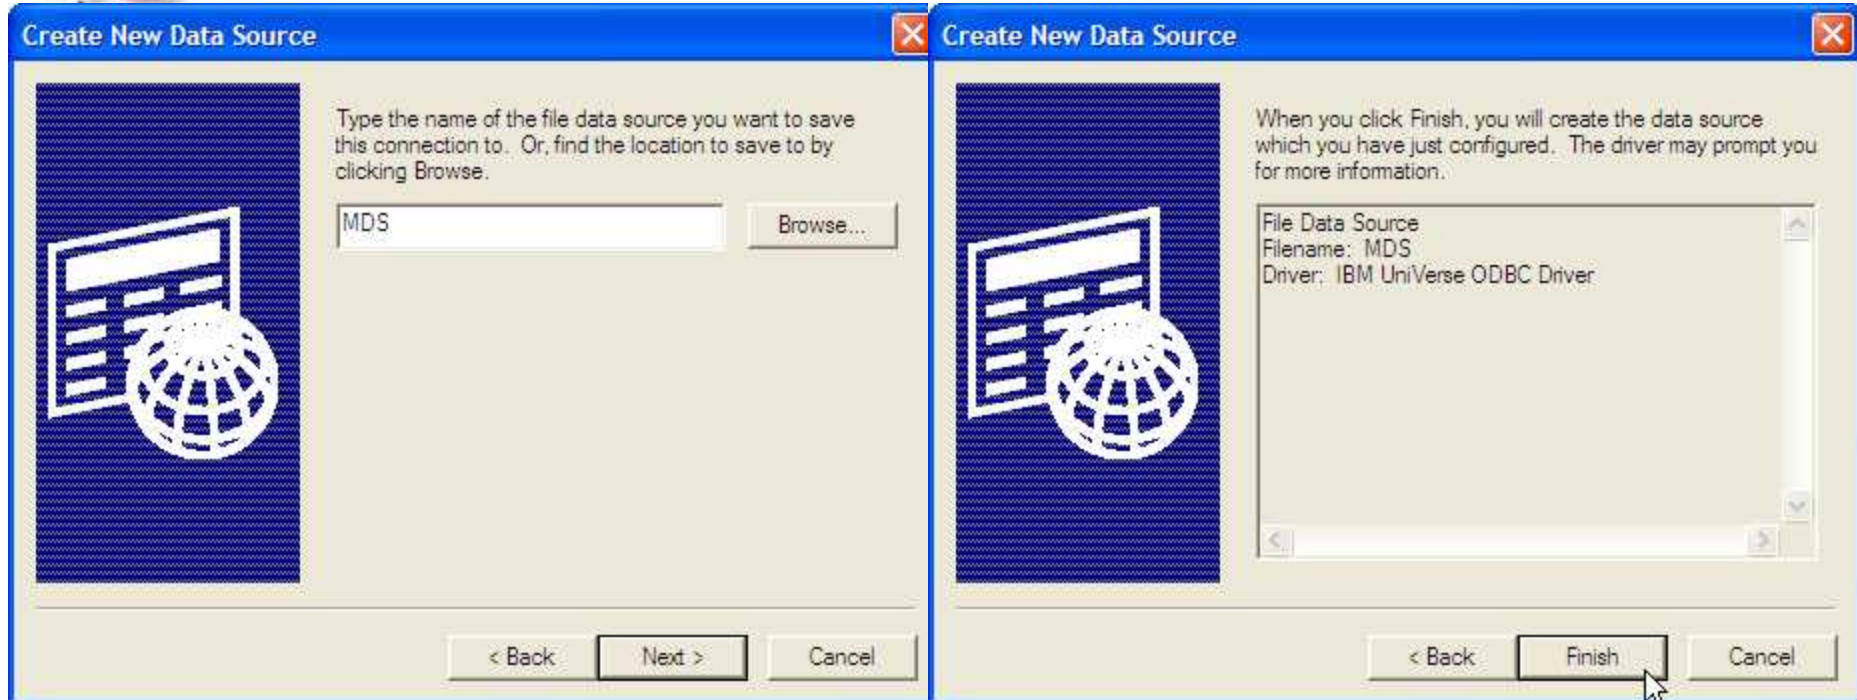 Create New Data Source
Type the name of the file data source you want to save
this connection to. Or, find the location to save to by
clicking Browse.
MDS
Browse...
< Back
Next >
Cancel
Create New Data Source
When you click Finish, you will create the data source
which you have just configured. The driver may prompt you
for more information.
File Data Source
Filename: MDS
Driver: IBM UniVerse ODBC Driver
< Back
Finish
Cancel